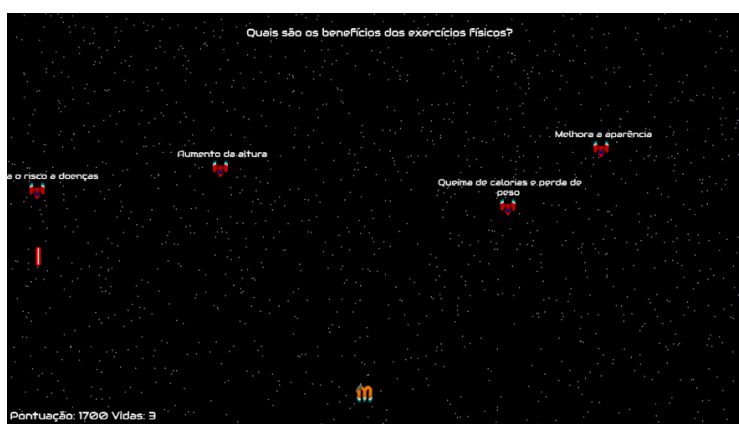 Quais são os benefícios dos exercícios físicos?
Melhora a aparência
Aumento da altura
a o risco a doenças
Queima de calorias e perda de
peso
m
Pontuação: 1700 Vidas: 3